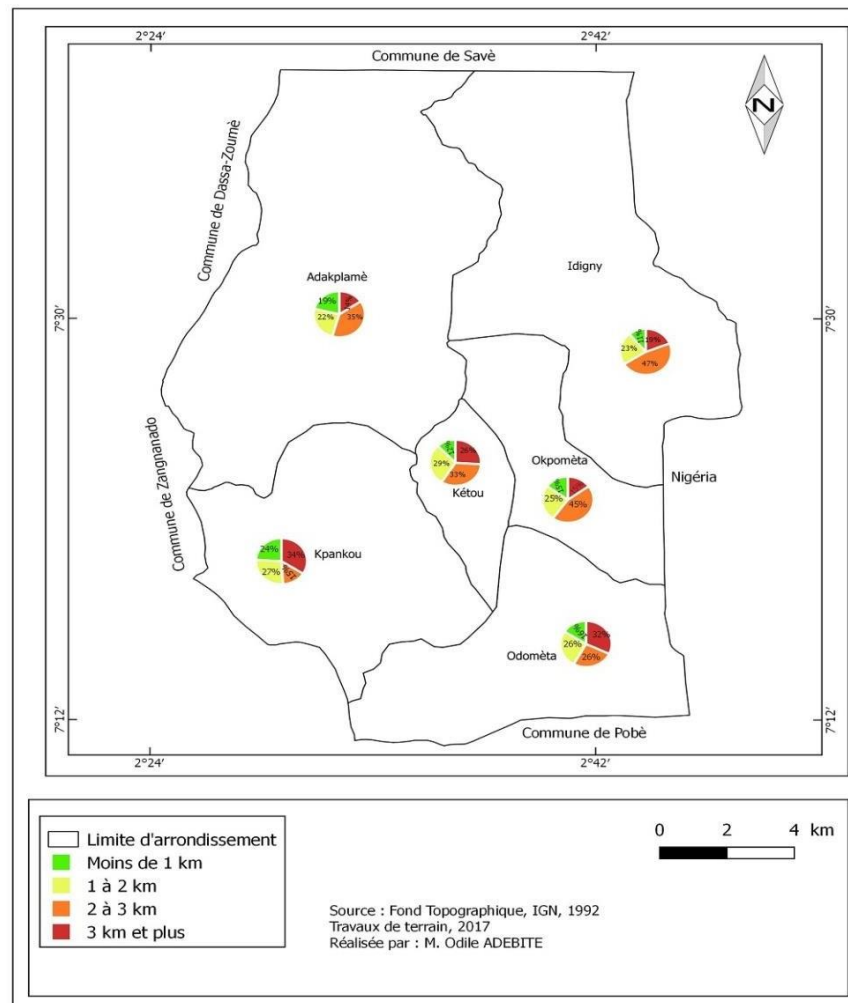 2°24'
2°42'
Commune de Savè
N
Commune de Dassa-Zoumè
Adakplamè
Idigny
7°30'
7°30'
19%
22%
35%
19%
23%
47%
Commune de Zangnanado
26%
29%
33%
Kétou
Okpomèta
25%
45%
Nigéria
24%
34%
27%
Kpankou
32%
26%
26%
Odomèta
7°12'
7°12'
Commune de Pobè
2°24'
2°42'
Limite d'arrondissement
Moins de 1 km
1 à 2 km
2 à 3 km
3 km et plus
0 2 4 km
Source : Fond Topographique, IGN, 1992
Travaux de terrain, 2017
Réalisée par : M. Odile ADEBITE